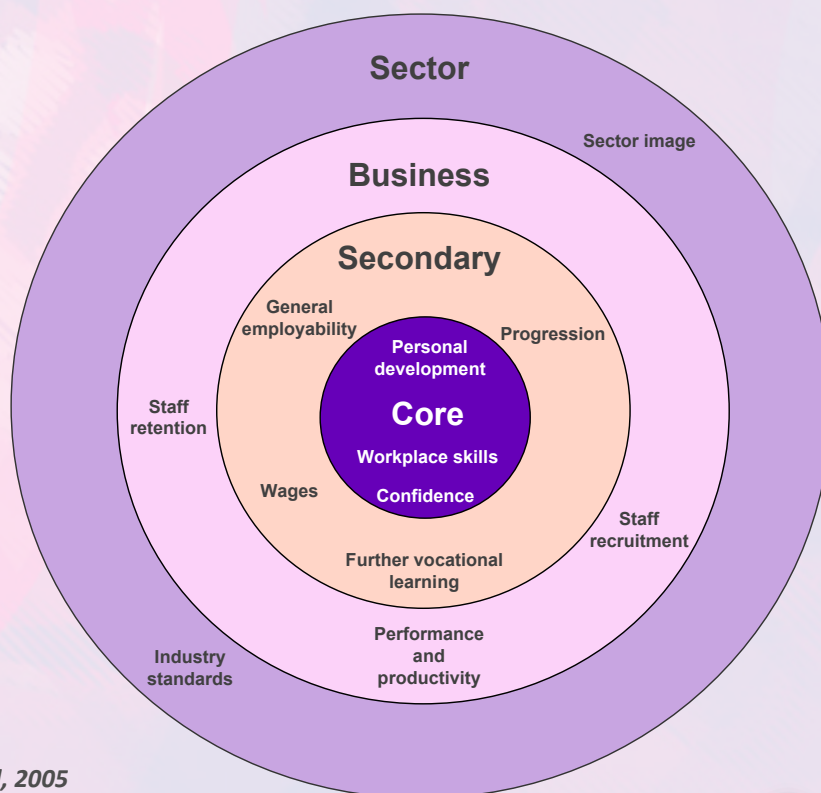 Sector
Sector image
Business
Secondary
General
employability
Progression
Personal
development
Core
Staff
retention
Workplace skills
Wages
Confidence
Staff
recruitment
Further vocational
learning
Performance
and
productivity
Industry
standards
, 2005